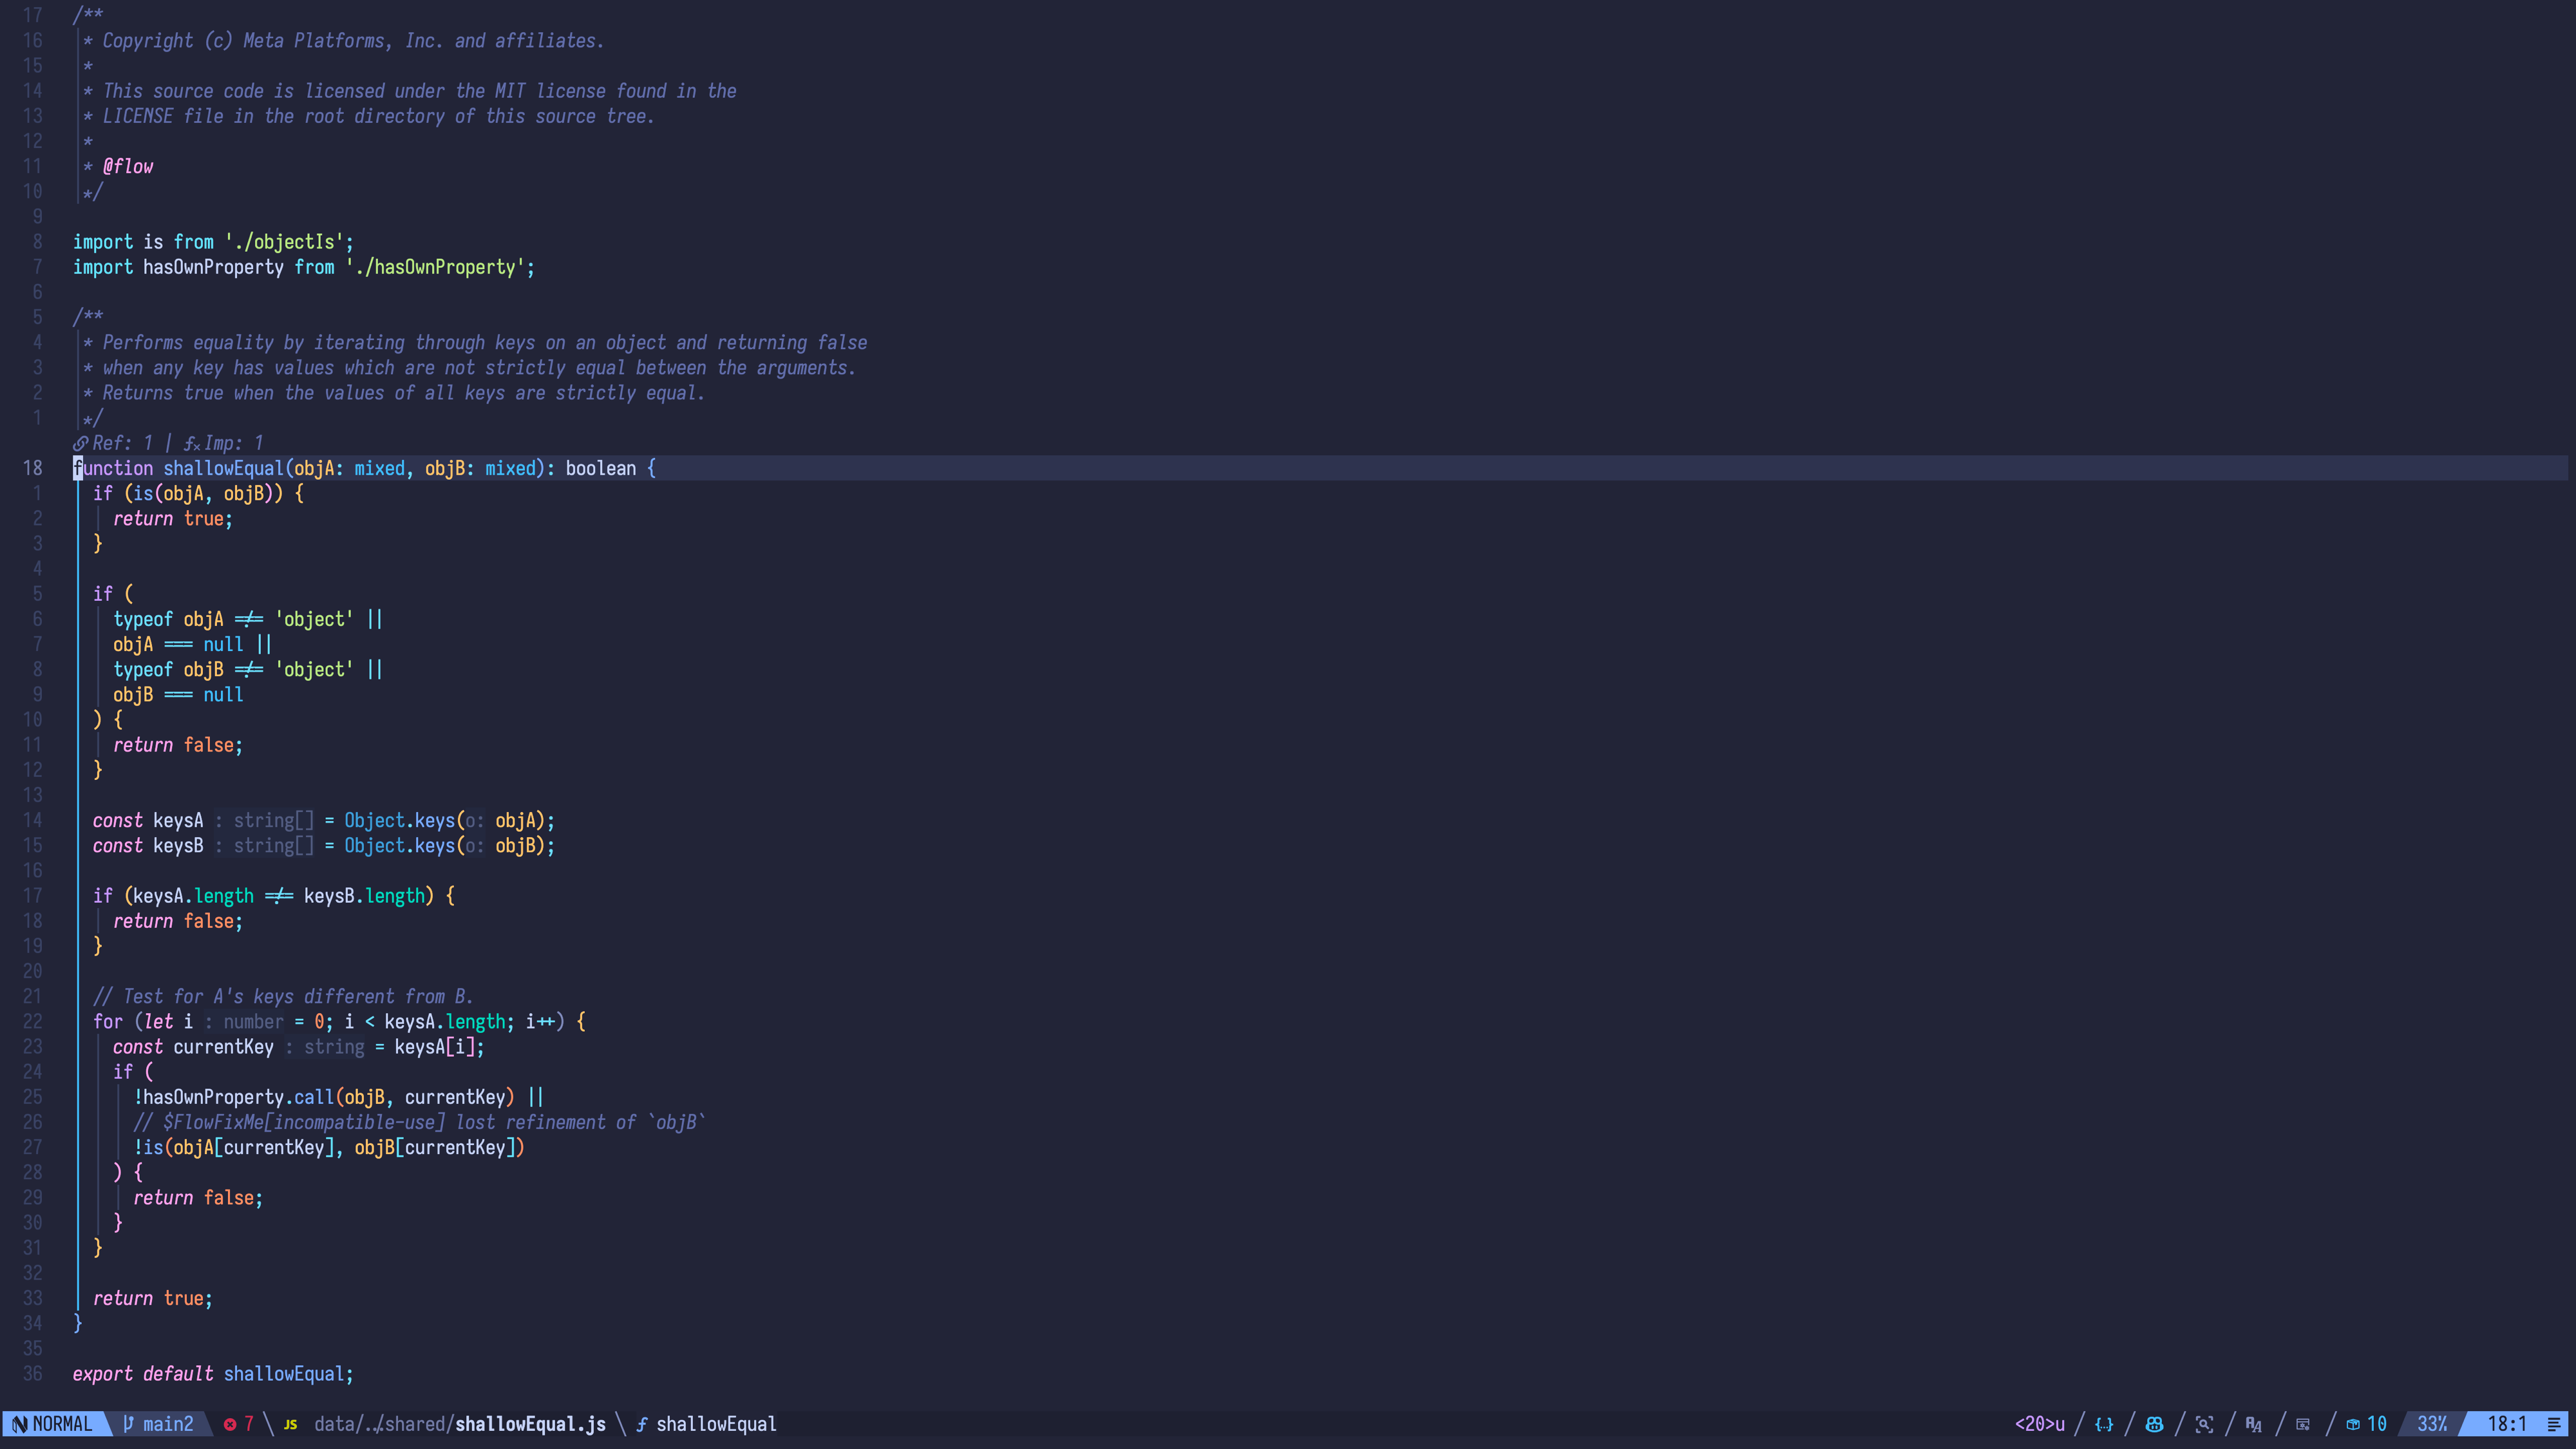 17 /**
16 * Copyright (c) Meta Platforms, Inc. and affiliates.
15 *
14 * This source code is licensed under the MIT license found in the
13 * LICENSE file in the root directory of this source tree.
12 *
11 * @flow
10 */
9
8 import is from './objectIs';
7 import hasOwnProperty from './hasOwnProperty';
6
5 /**
4 * Performs equality by iterating through keys on an object and returning false
3 * when any key has values which are not strictly equal between the arguments.
2 * Returns true when the values of all keys are strictly equal.
1 */
Ref: 1 | Imp: 1
18 function shallowEqual(objA: mixed, objB: mixed): boolean {
1 if (is(objA, objB)) {
2 return true;
3 }
4
5 if (
6 typeof objA !== 'object' ||
7 objA === null ||
8 typeof objB !== 'object' ||
9 objB === null
10 ) {
11 return false;
12 }
13
14 const keysA : string[] = Object.keys(o: objA);
15 const keysB : string[] = Object.keys(o: objB);
16
17 if (keysA.length !== keysB.length) {
18 return false;
19 }
20
21 // Test for A's keys different from B.
22 for (let i : number = 0; i < keysA.length; i++) {
23 const currentKey : string = keysA[i];
24 if (
25 !hasOwnProperty.call(objB, currentKey) ||
26 // $FlowFixMe[incompatible-use] lost refinement of `objB`
27 !is(objA[currentKey], objB[currentKey])
28 ) {
29 return false;
30 }
31 }
32
33 return true;
34 }
35
36 export default shallowEqual;
NORMAL main2 7 \ JS data/../shared/shallowEqual.js \ f shallowEqual <20>u / {..} / / / / / 10 33% 18:1